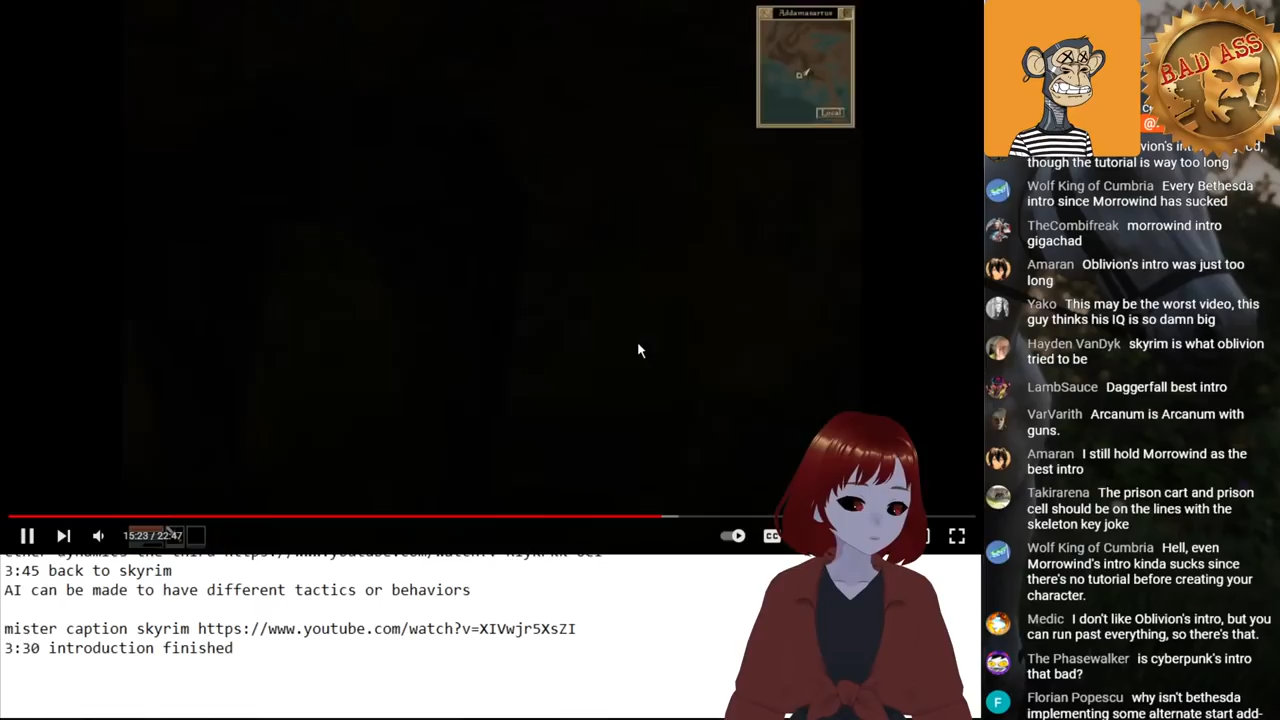 Addamasartus
Local
15:23 / 22:47
3:45 back to skyrim
AI can be made to have different tactics or behaviors
mister caption skyrim https://www.youtube.com/watch?v=XIVwjr5XsZI
3:30 introduction finished
BAD ASS
though the tutorial is way too long
Wolf King of Cumbria Every Bethesda
intro since Morrowind has sucked
TheCombifreak morrowind intro
gigachad
Amaran Oblivion's intro was just too
long
Yako This may be the worst video, this
guy thinks his IQ is so damn big
Hayden VanDyk skyrim is what oblivion
tried to be
LambSauce Daggerfall best intro
VarVarith Arcanum is Arcanum with
guns.
Amaran I still hold Morrowind as the
best intro
Takirarena The prison cart and prison
cell should be on the lines with the
skeleton key joke
Wolf King of Cumbria Hell, even
Morrowind's intro kinda sucks since
there's no tutorial before creating your
character.
Medic I don't like Oblivion's intro, but you
can run past everything, so there's that.
The Phasewalker is cyberpunk's intro
that bad?
Florian Popescu why isn't bethesda
implementing some alternate start add-